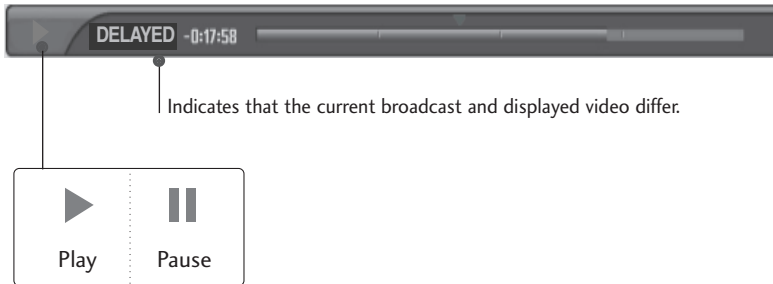 DELAYED -0:17:58
Indicates that the current broadcast and displayed video differ.
Play Pause